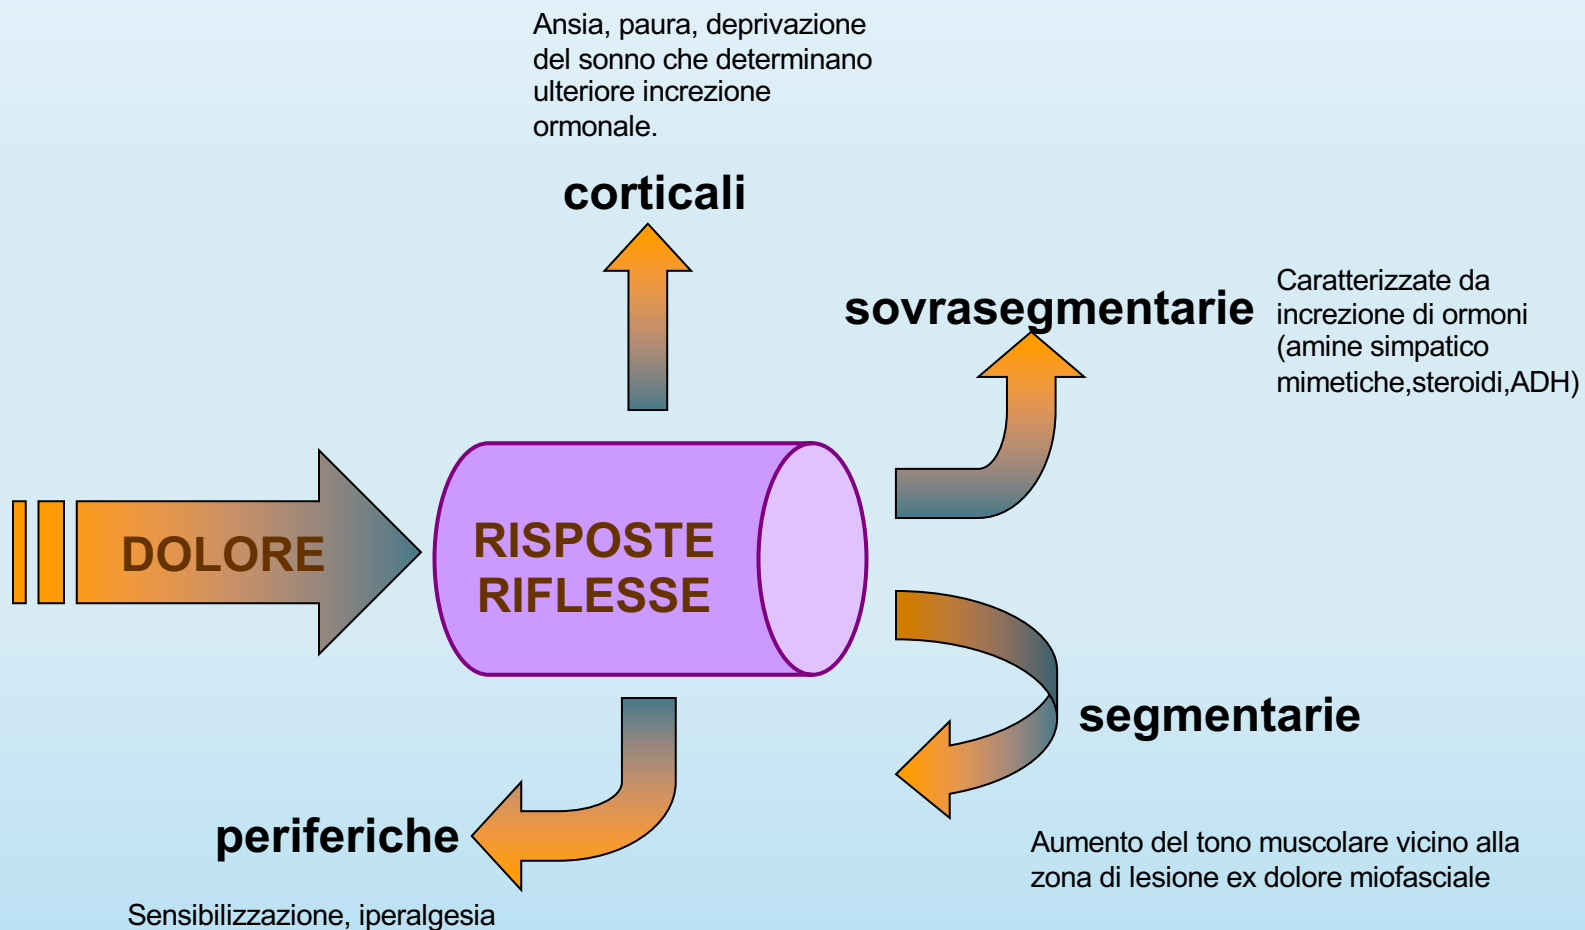 Ansia, paura, deprivazione
del sonno che determinano
ulteriore increzione
ormonale.
corticali
sovrasegmentarie
Caratterizzate da
increzione di ormoni
(amine simpatico
mimetiche,steroidi,ADH)
DOLORE
RISPOSTE
RIFLESSE
segmentarie
Aumento del tono muscolare vicino alla
zona di lesione ex dolore miofasciale
periferiche
Sensibilizzazione, iperalgesia